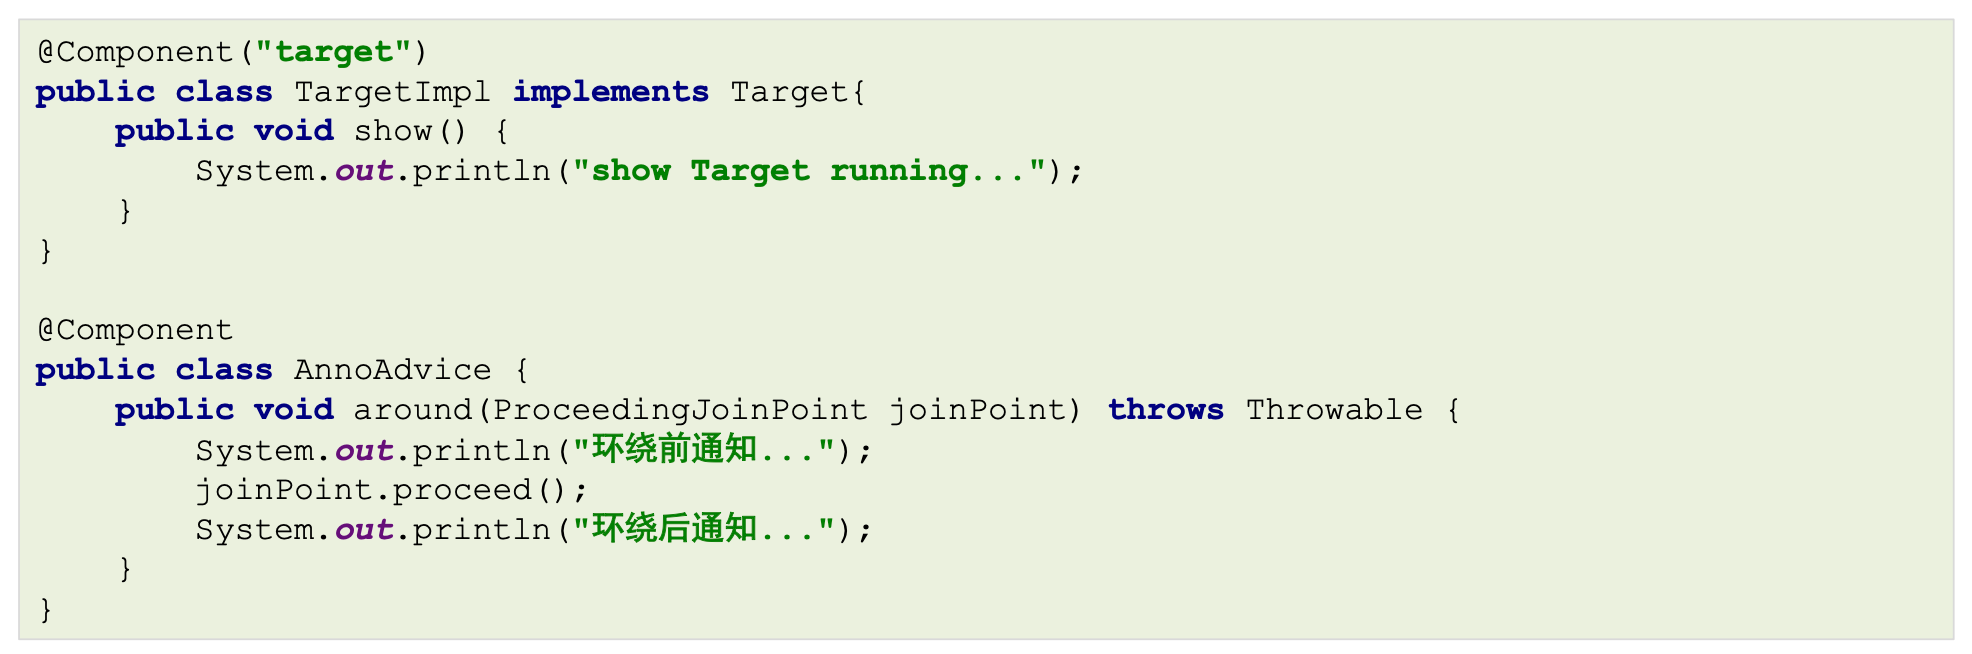 @Component("target")
public class TargetImpl implements Target{
    public void show() {
        System.out.println("show Target running...");
    }
}

@Component
public class AnnoAdvice {
    public void around(ProceedingJoinPoint joinPoint) throws Throwable {
        System.out.println("环绕前通知...");
        joinPoint.proceed();
        System.out.println("环绕后通知...");
    }
}